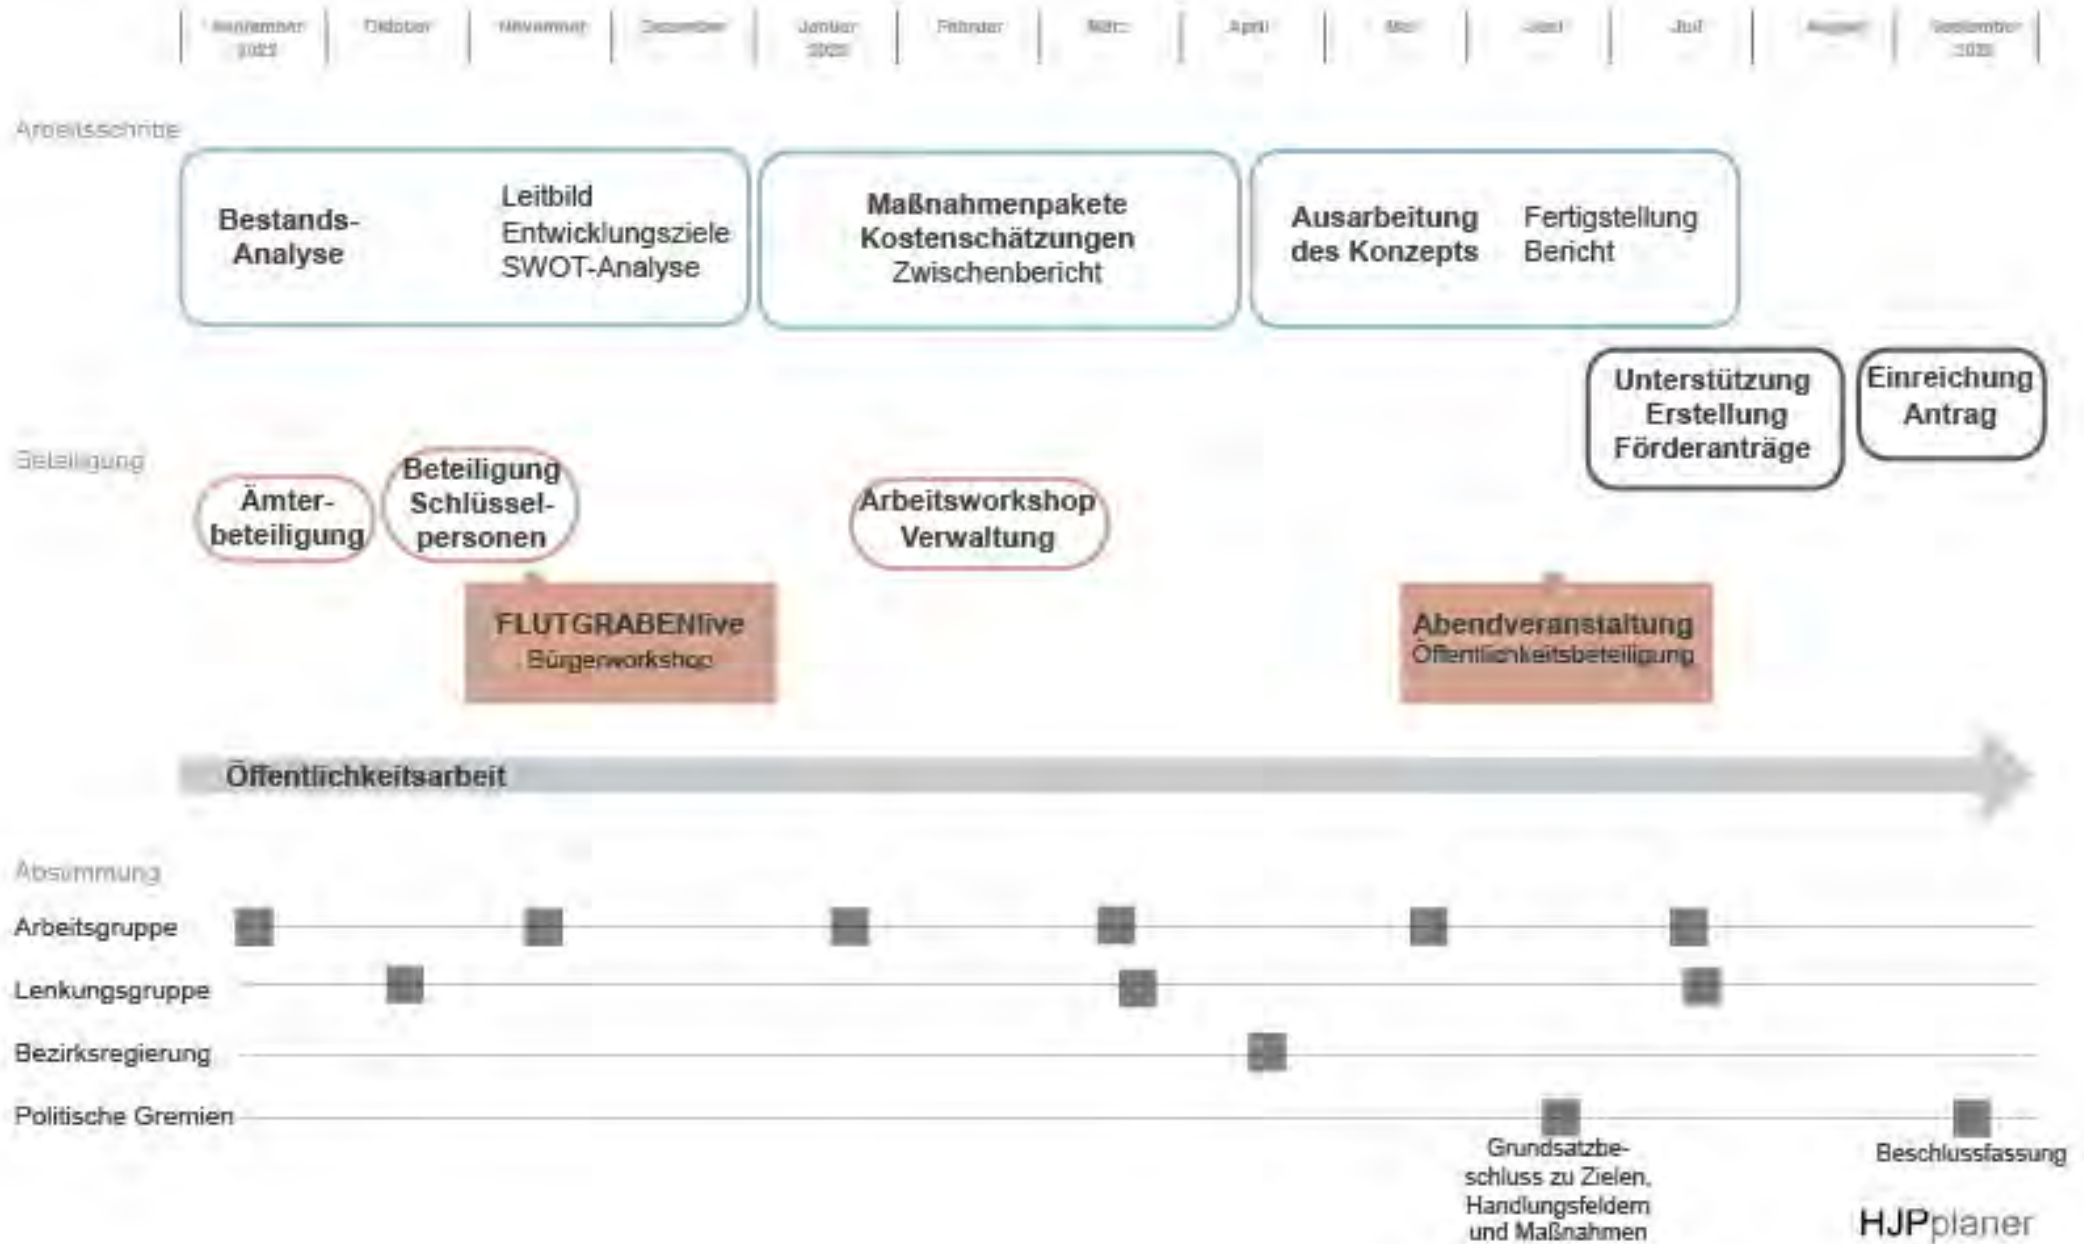 September Oktober November Dezember Januar Februar März April Mai Juni Juli August September
2022
Arbeitsschritte
Bestands-
Analyse
Leitbild
Entwicklungsziele
SWOT-Analyse
Maßnahmenpakete
Kostenschätzungen
Zwischenbericht
Ausarbeitung
des Konzepts
Fertigstellung
Bericht
Unterstützung
Erstellung
Förderanträge
Einreichung
Antrag
Beteiligung
Ämter-
beteiligung
Beteiligung
Schlüssel-
personen
Arbeitsworkshop
Verwaltung
FLUTGRABENlive
Bürgerworkshop
Abendveranstaltung
Öffentlichkeitsbeteiligung
Öffentlichkeitsarbeit
Abstimmung
Arbeitsgruppe
Lenkungsgruppe
Bezirksregierung
Politische Gremien
Grundsatzbe-
schluss zu Zielen,
Handlungsfeldern
und Maßnahmen
Beschlussfassung
HJPplaner